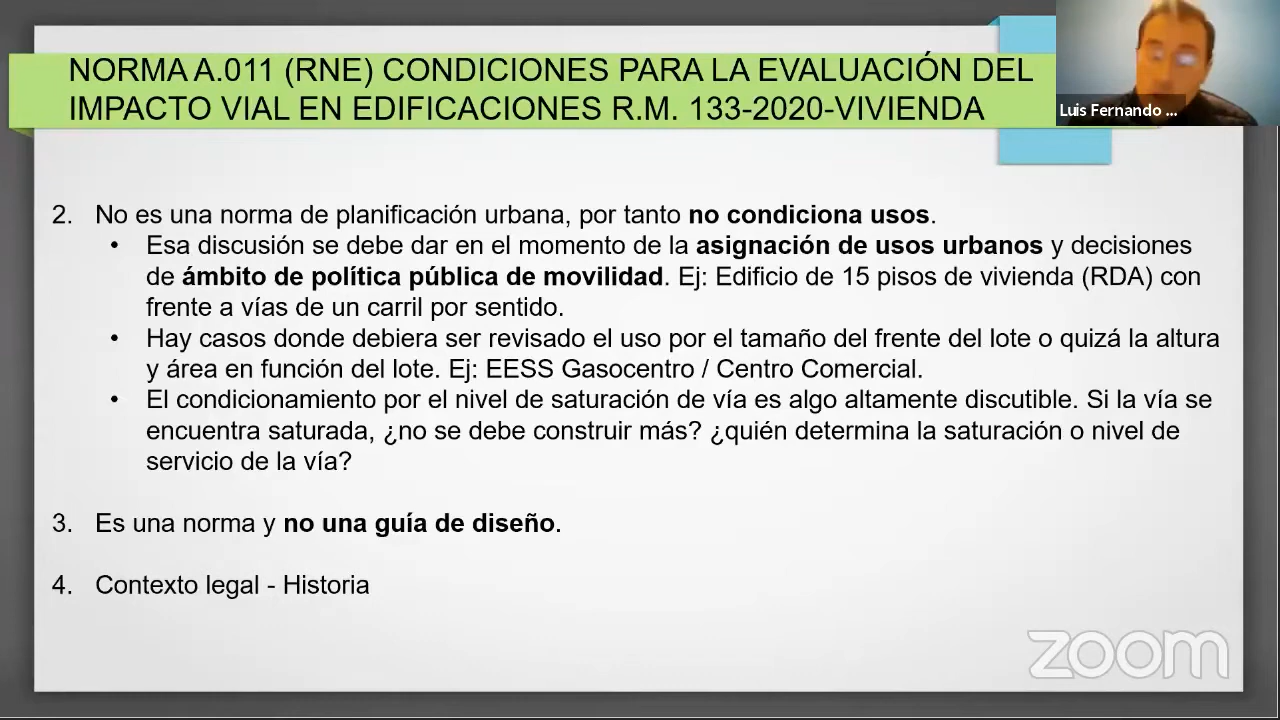 NORMA A.011 (RNE) CONDICIONES PARA LA EVALUACIÓN DEL
IMPACTO VIAL EN EDIFICACIONES R.M. 133-2020-VIVIENDA
Luis Fernando ...
2. No es una norma de planificación urbana, por tanto no condiciona usos.
• Esa discusión se debe dar en el momento de la asignación de usos urbanos y decisiones
de ámbito de política pública de movilidad. Ej: Edificio de 15 pisos de vivienda (RDA) con
frente a vías de un carril por sentido.
• Hay casos donde debiera ser revisado el uso por el tamaño del frente del lote o quizá la altura
y área en función del lote. Ej: EESS Gasocentro / Centro Comercial.
• El condicionamiento por el nivel de saturación de vía es algo altamente discutible. Si la vía se
encuentra saturada, ¿no se debe construir más? ¿quién determina la saturación o nivel de
servicio de la vía?
3. Es una norma y no una guía de diseño.
4. Contexto legal - Historia
zoom